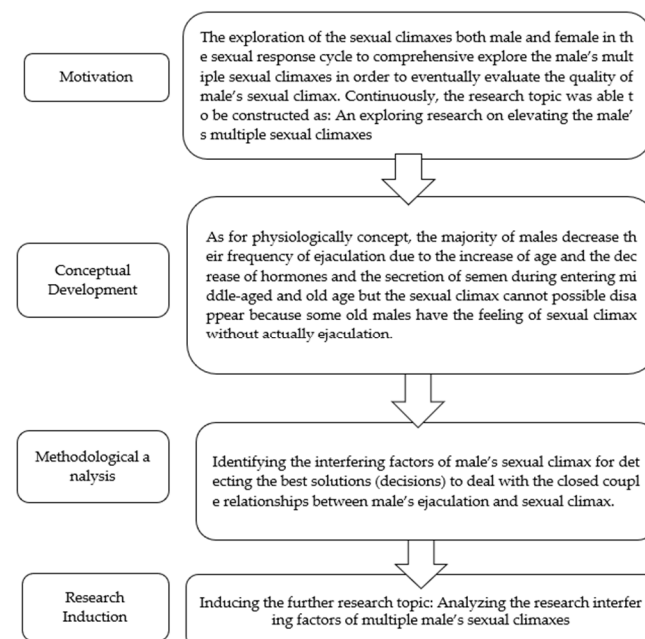 Motivation
The exploration of the sexual climaxes both male and female in th
e sexual response cycle to comprehensive explore the male's mult
iple sexual climaxes in order to eventually evaluate the quality of
male's sexual climax. Continuously, the research topic was able t
o be constructed as: An exploring research on elevating the male'
s multiple sexual climaxes
Conceptual
Development
As for physiologically concept, the majority of males decrease th
eir frequency of ejaculation due to the increase of age and the dec
rease of hormones and the secretion of semen during entering mi
ddle-aged and old age but the sexual climax cannot possible disa
ppear because some old males have the feeling of sexual climax
without actually ejaculation.
Methodological a
nalysis
Identifying the interfering factors of male's sexual climax for det
ecting the best solutions (decisions) to deal with the closed coupl
e relationships between male's ejaculation and sexual climax.
Research
Induction
Inducing the further research topic: Analyzing the research interfer
ing factors of multiple male's sexual climaxes